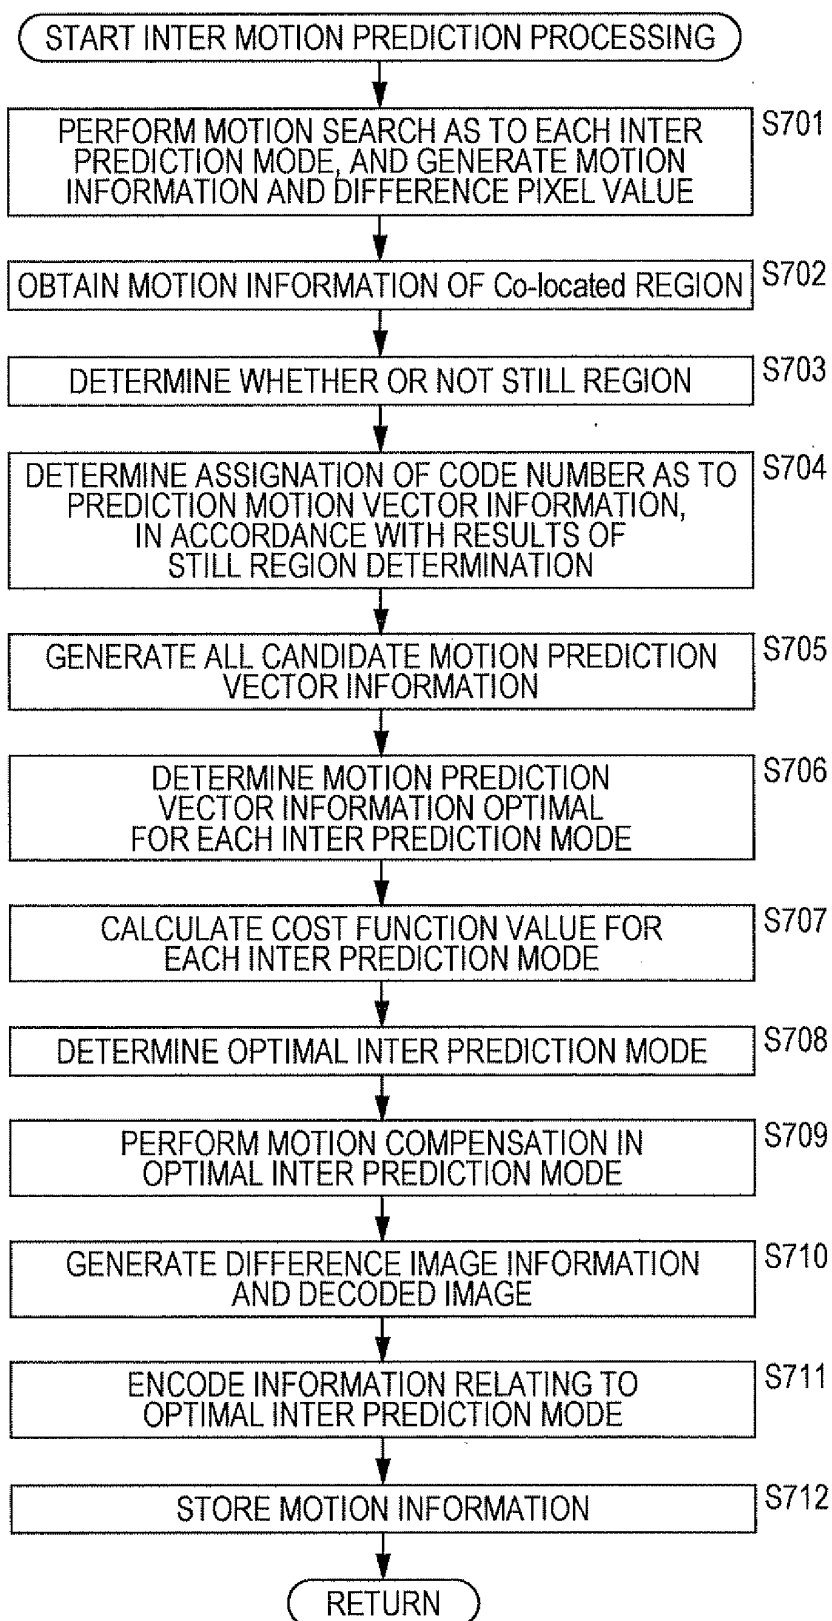 START INTER MOTION PREDICTION PROCESSING
PERFORM MOTION SEARCH AS TO EACH INTER
PREDICTION MODE, AND GENERATE MOTION
INFORMATION AND DIFFERENCE PIXEL VALUE
S701
OBTAIN MOTION INFORMATION OF Co-located REGION
S702
DETERMINE WHETHER OR NOT STILL REGION
S703
DETERMINE ASSIGNATION OF CODE NUMBER AS TO
PREDICTION MOTION VECTOR INFORMATION,
IN ACCORDANCE WITH RESULTS OF
STILL REGION DETERMINATION
S704
GENERATE ALL CANDIDATE MOTION PREDICTION
VECTOR INFORMATION
S705
DETERMINE MOTION PREDICTION
VECTOR INFORMATION OPTIMAL
FOR EACH INTER PREDICTION MODE
S706
CALCULATE COST FUNCTION VALUE FOR
EACH INTER PREDICTION MODE
S707
DETERMINE OPTIMAL INTER PREDICTION MODE
S708
PERFORM MOTION COMPENSATION IN
OPTIMAL INTER PREDICTION MODE
S709
GENERATE DIFFERENCE IMAGE INFORMATION
AND DECODED IMAGE
S710
ENCODE INFORMATION RELATING TO
OPTIMAL INTER PREDICTION MODE
S711
STORE MOTION INFORMATION
S712
RETURN